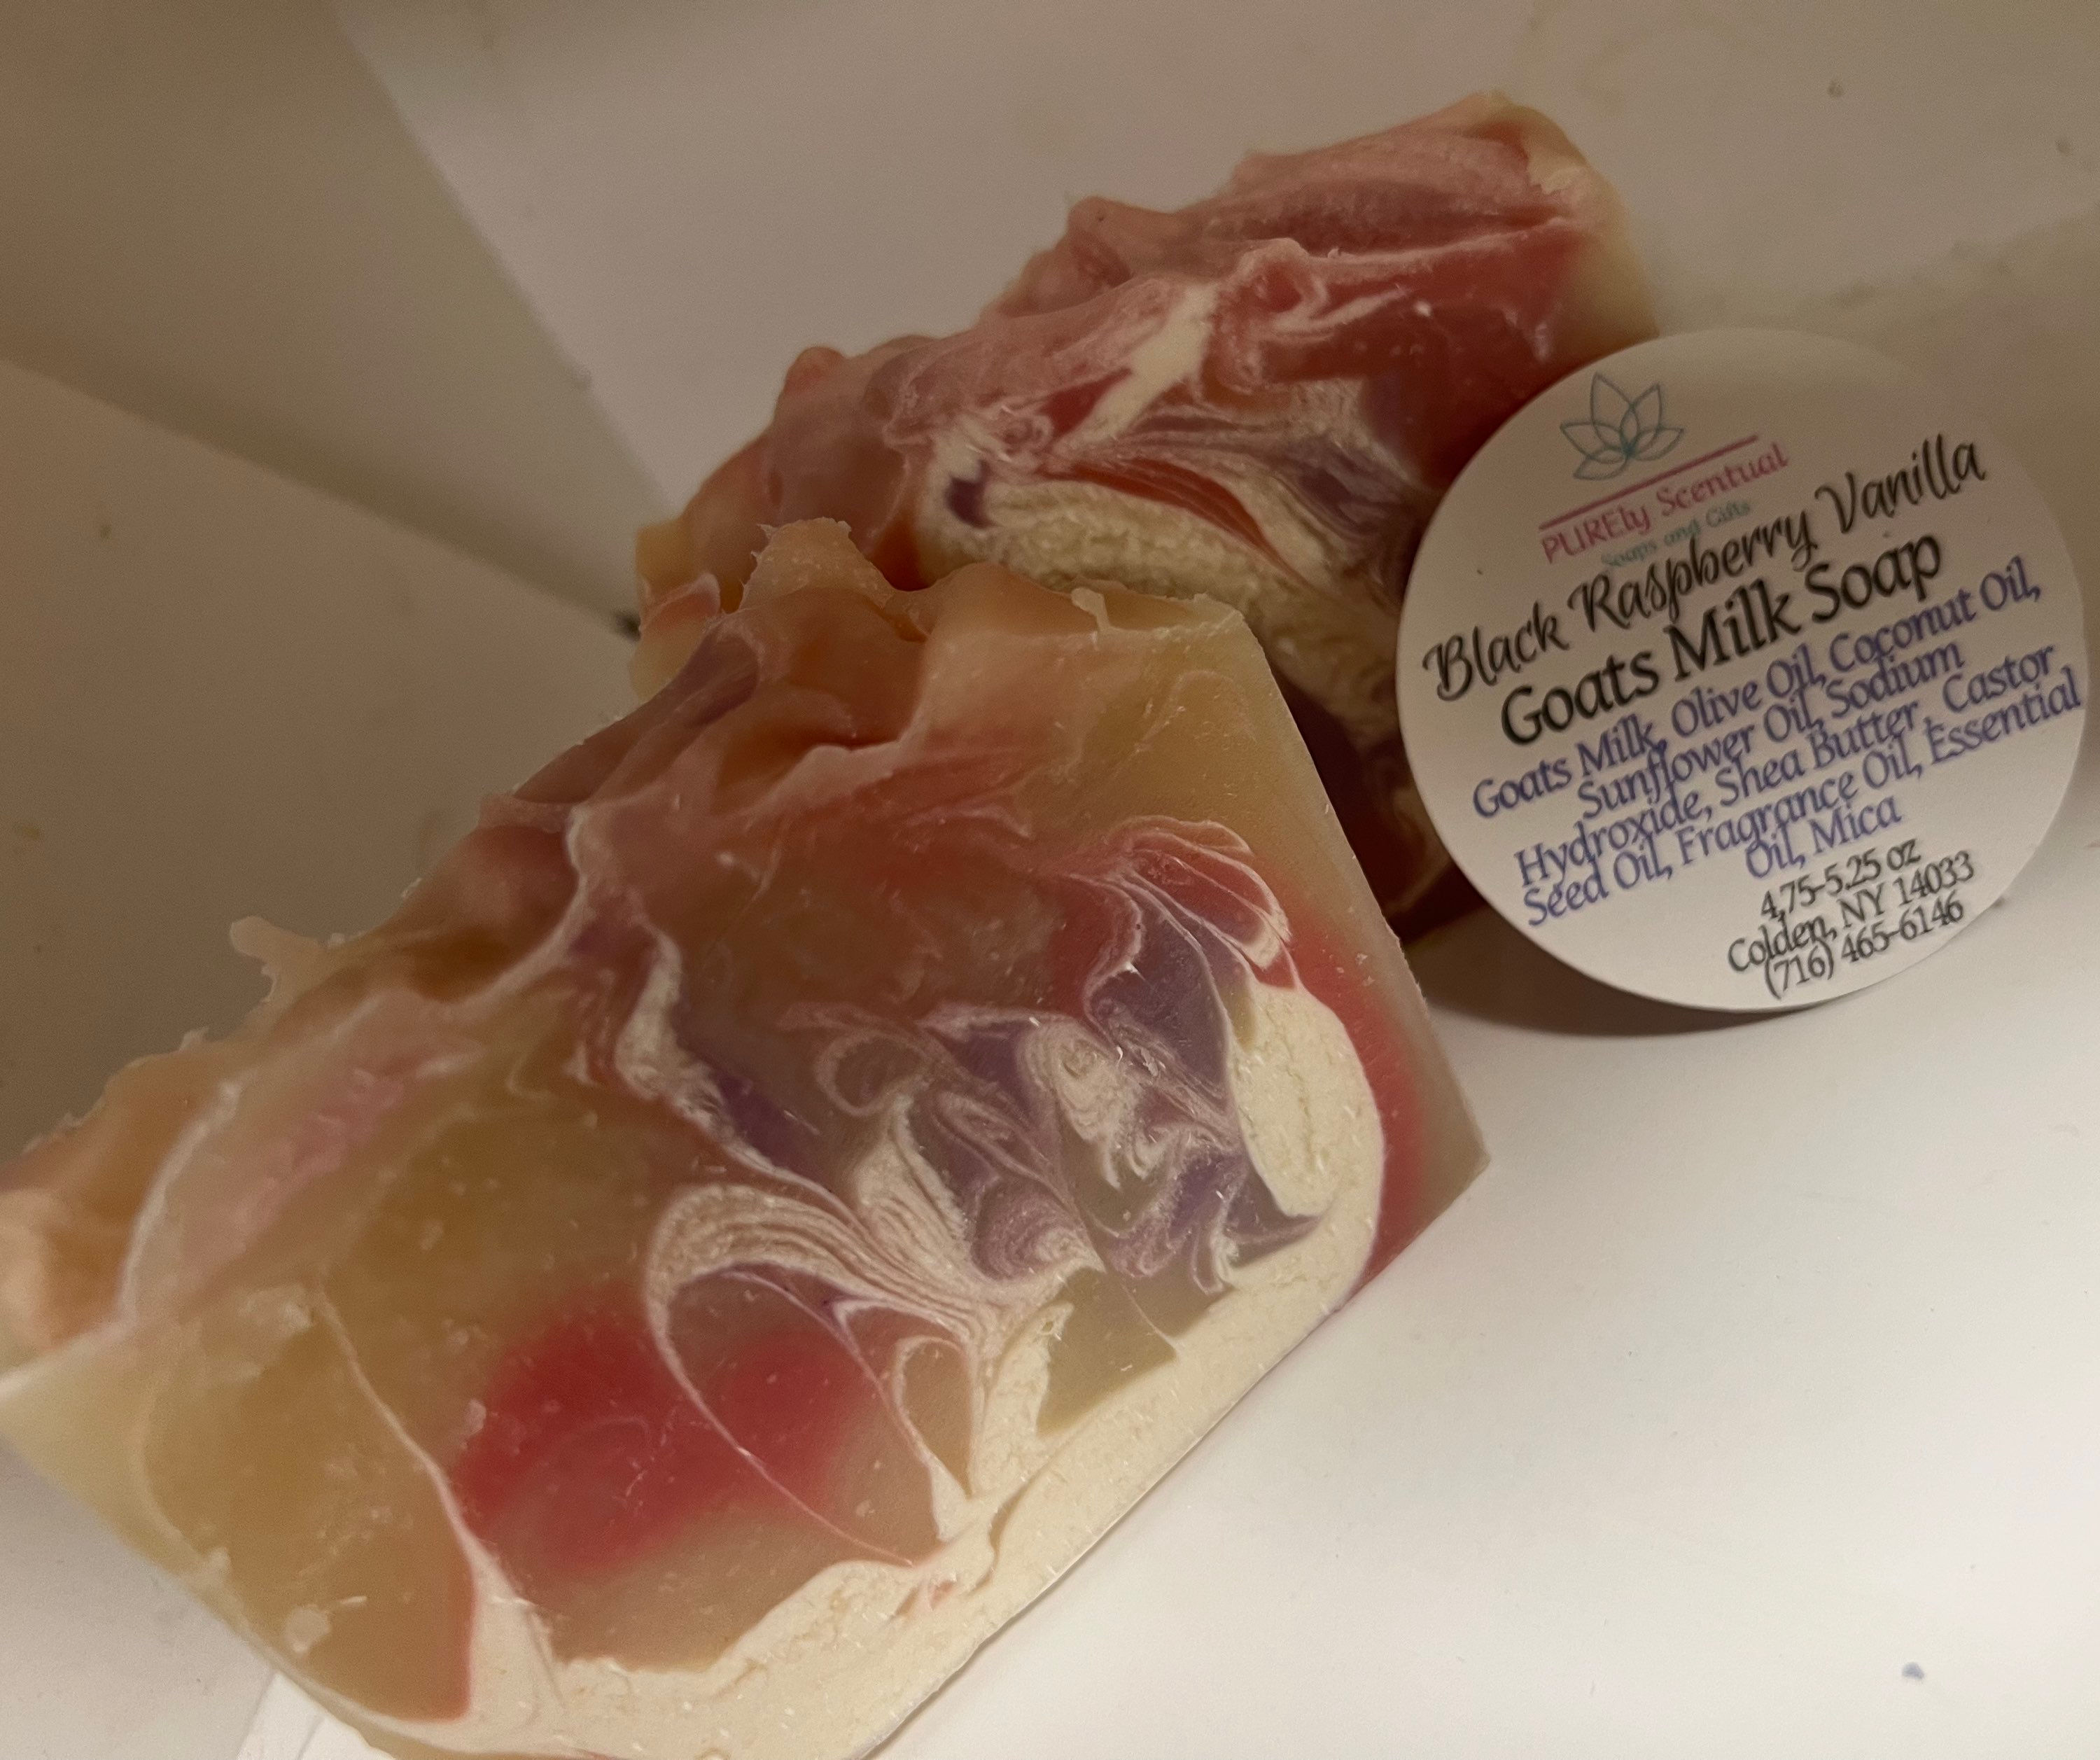 PUREly Scentual
Soaps and Gifts
Black Raspberry Vanilla
Goats Milk Soap
Goats Milk, Olive Oil, Coconut Oil,
Sunflower Oil, Sodium
Hydroxide, Shea Butter, Castor
Seed Oil, Fragrance Oil, Essential
Oil, Mica
4.75-5.25 oz
Colden, NY 14033
(716) 465-6146